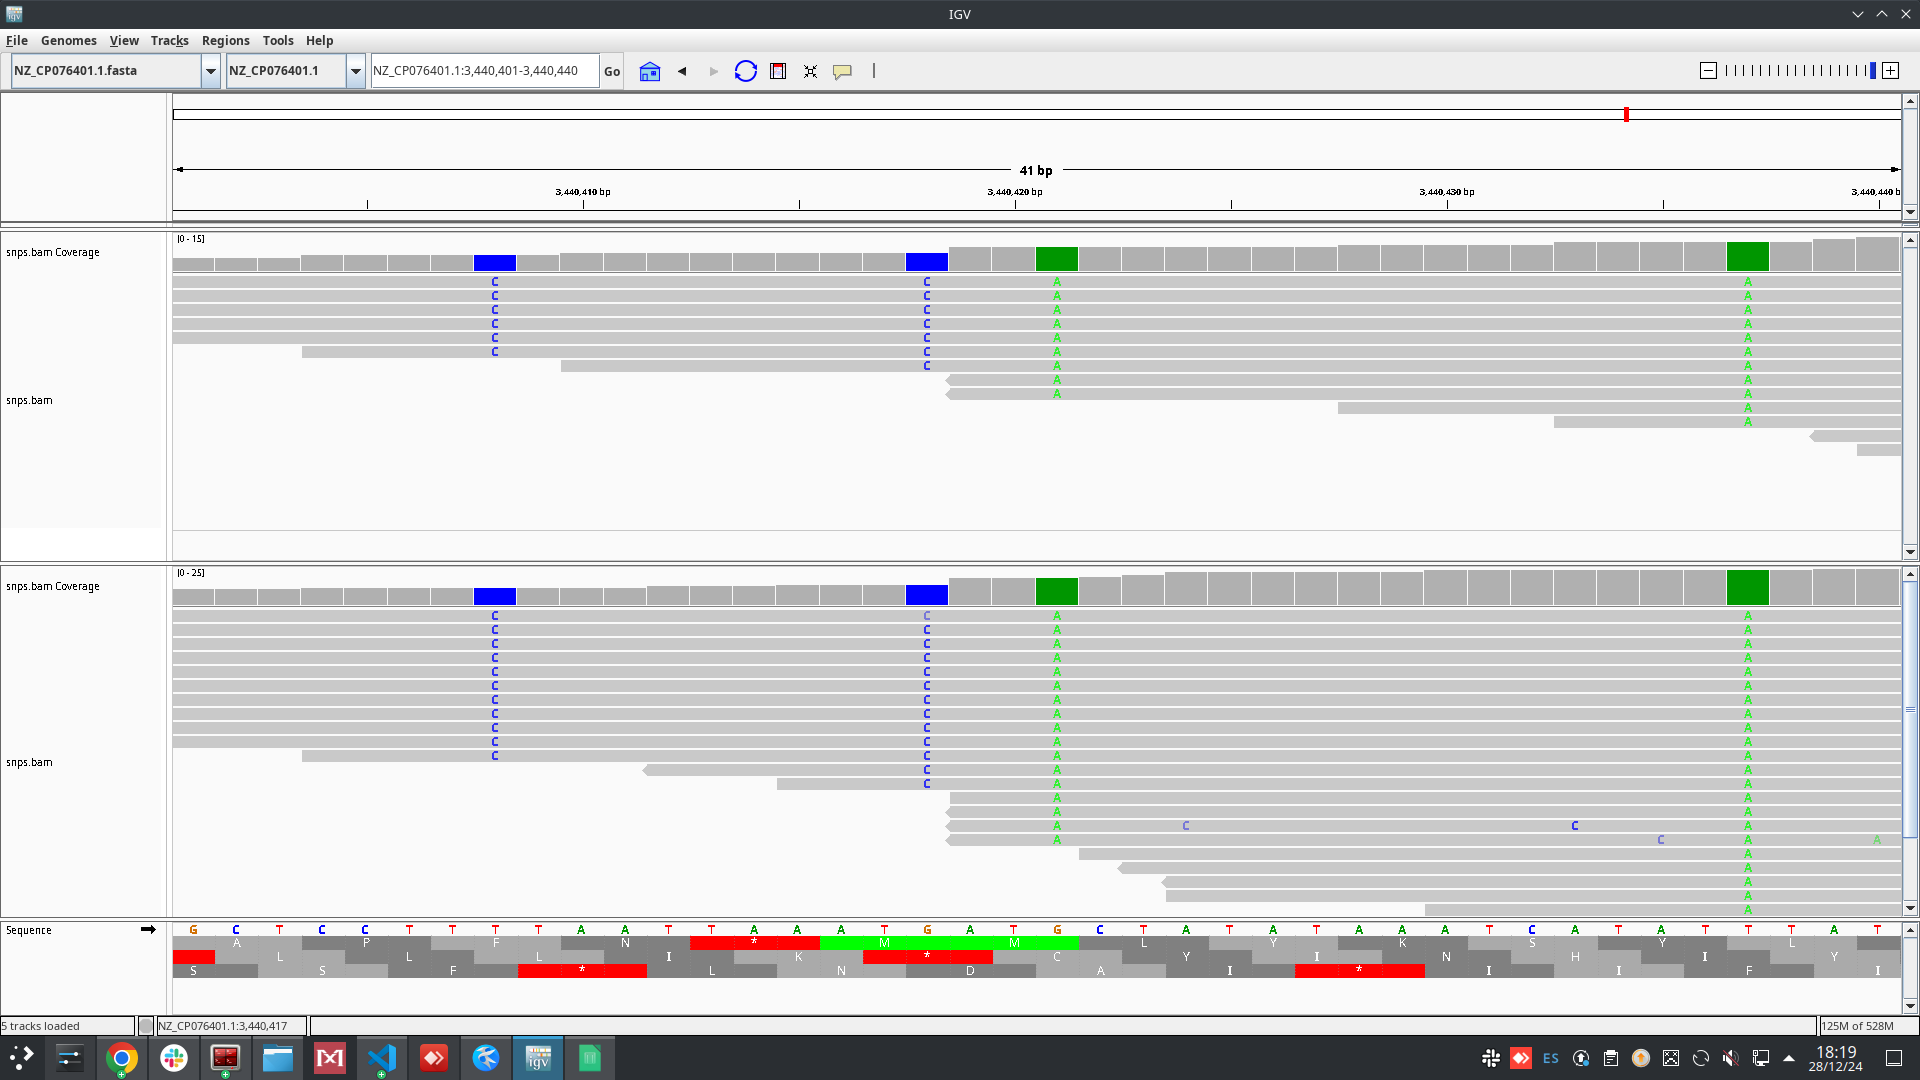 IGV
File Genomes View Tracks Regions Tools Help
NZ_CP076401.1.fasta NZ_CP076401.1 NZ_CP076401.1:3,440,401-3,440,440 Go
41 bp
3,440,410 bp 3,440,420 bp 3,440,430 bp 3,440,440 b
[0 - 15]
snps.bam Coverage
C C A A
C C A A
C C A A
C C A A
C C A A
C C A A
C A A
A A
A A
snps.bam
A
A
[0 - 25]
snps.bam Coverage
C C A A
C C A A
C C A A
C C A A
C C A A
C C A A
C C A A
C C A A
C C A A
C C A A
C C A A
snps.bam
C A A
C A A
A A
A A
A C C A
A C A A
A
A
A
A
A
Sequence
G C T C C T T T T A A T T A A A T G A T G C T A T A T A A A T C A T A T T T A T
A P F N * M M L Y K S Y L
L L L I K * C Y I N H I Y
S S F * L N D A I * I I F I
5 tracks loaded NZ_CP076401.1:3,440,417 125M of 528M
igv ES 18:19
28/12/24